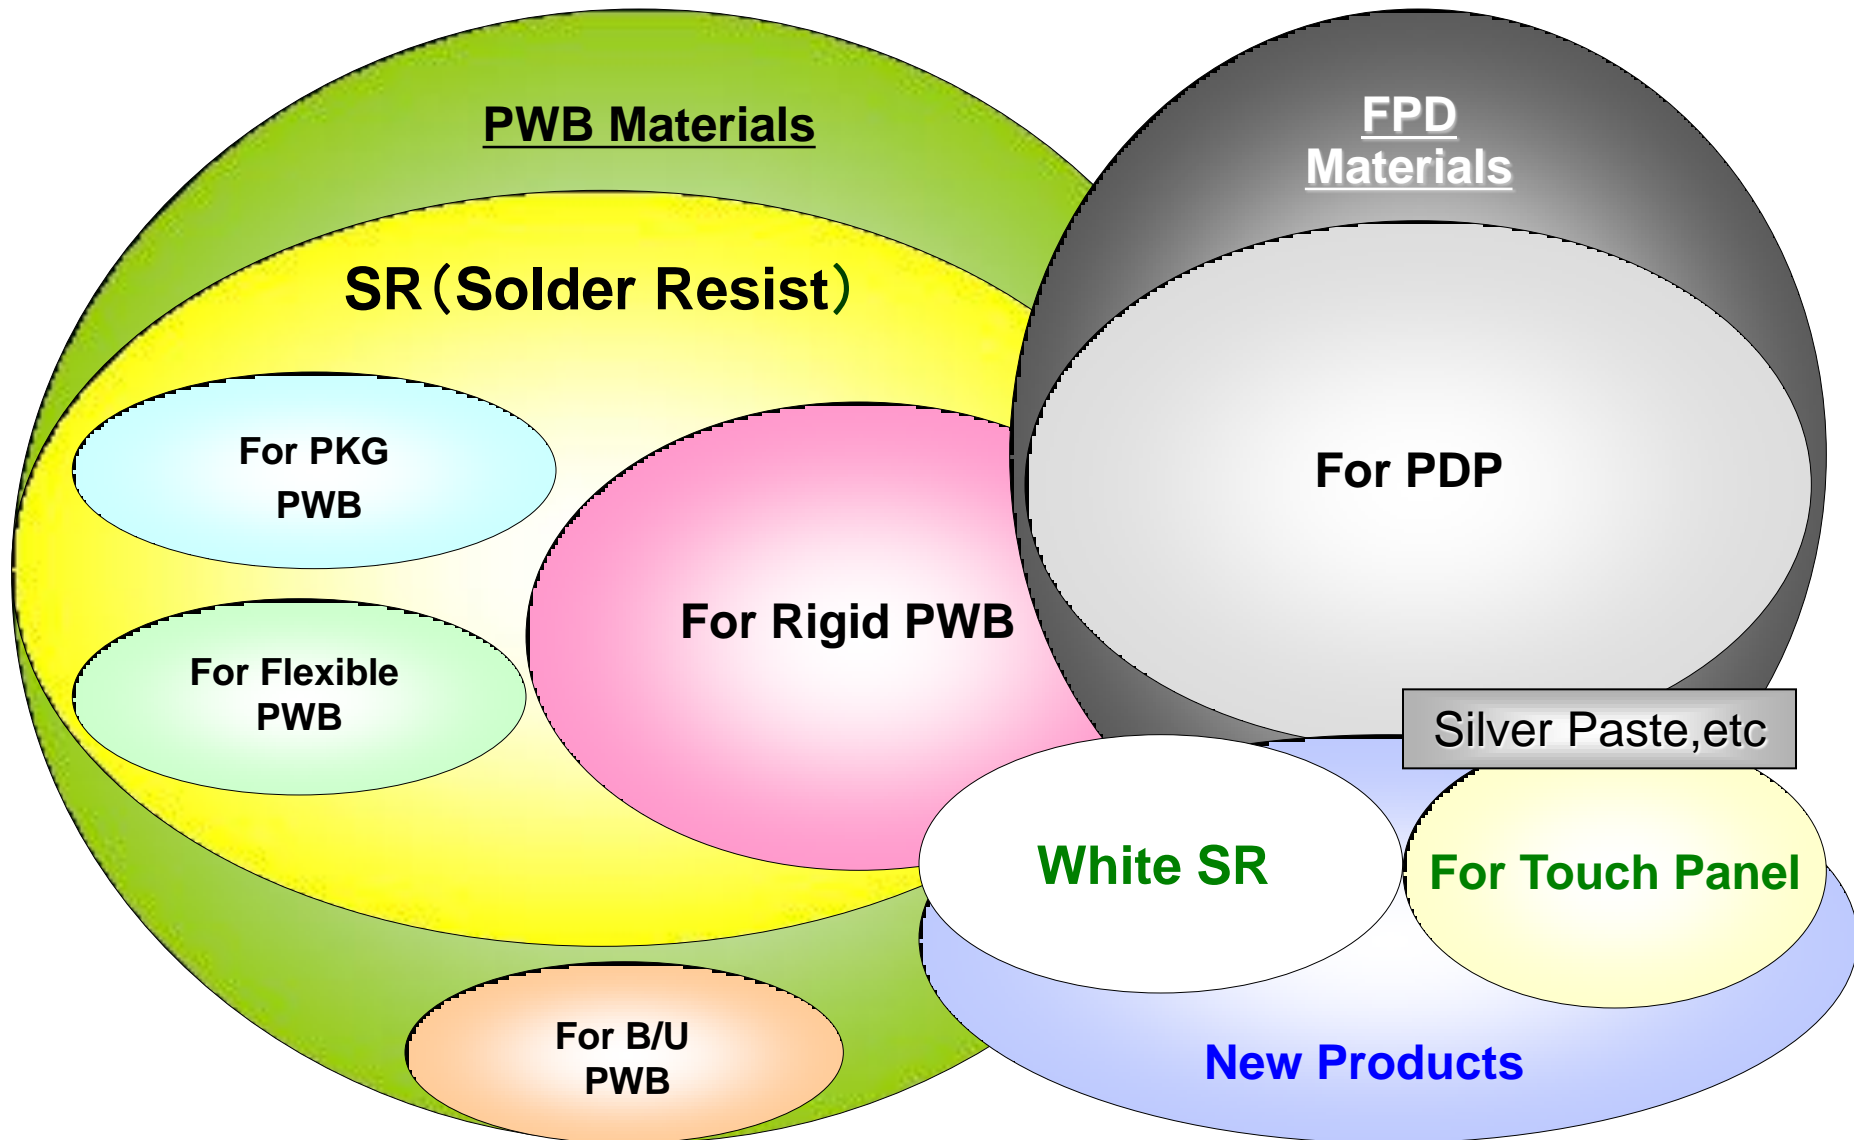 PWB Materials
FPD
Materials
SR（Solder Resist）
For PKG
PWB
For PDP
For Rigid PWB
For Flexible
PWB
Silver Paste,etc
White SR
For Touch Panel
For B/U
PWB
New Products